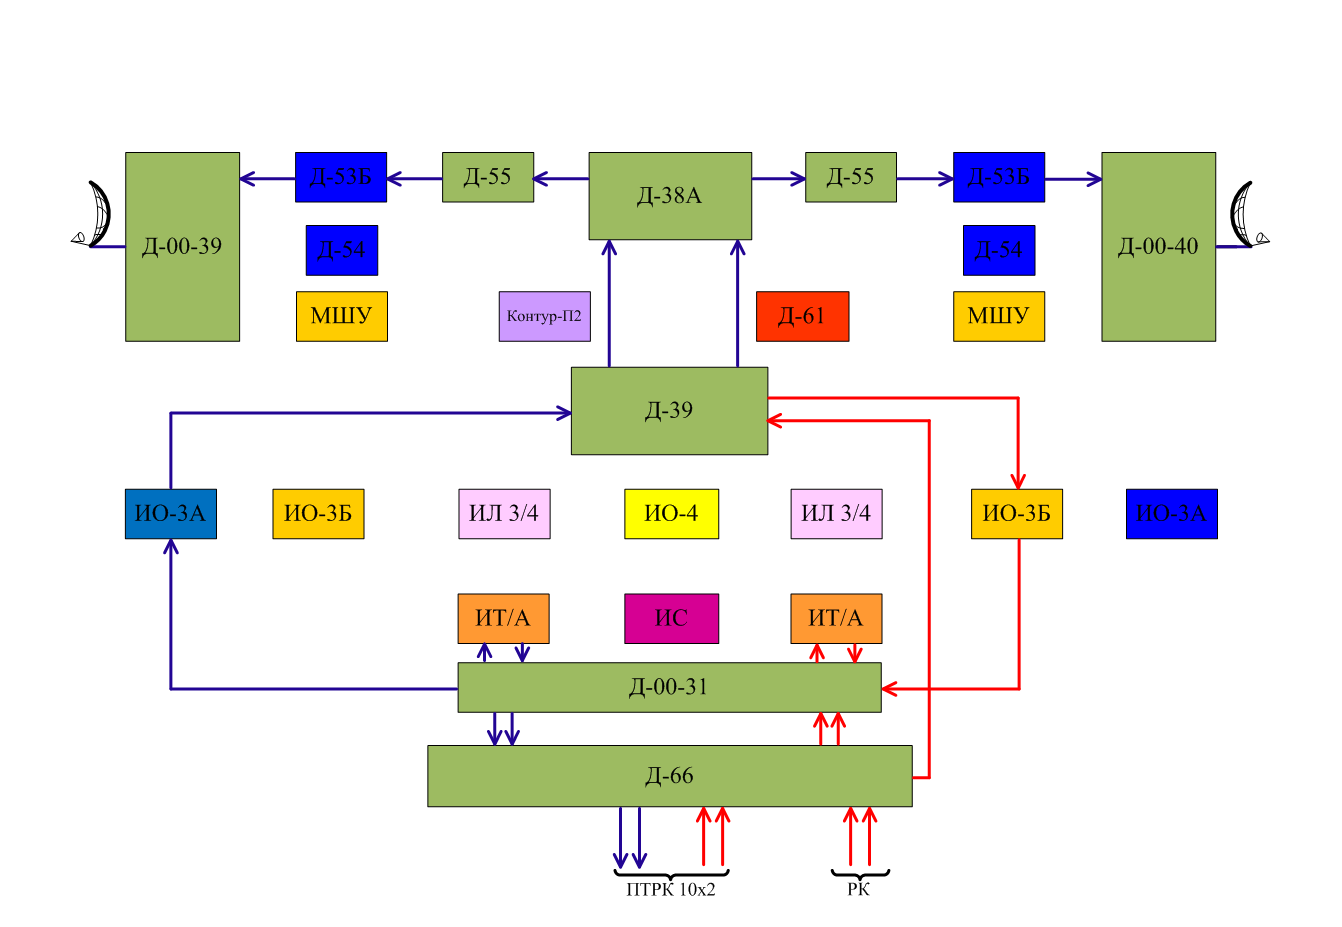 Д-53Б
Д-55
Д-38А
Д-55
Д-53Б
Д-00-39
Д-54
Д-54
Д-00-40
МШУ
Контур-П2
Д-61
МШУ
Д-39
ИО-3А
ИО-3Б
ИЛ 3/4
ИО-4
ИЛ 3/4
ИО-3Б
ИО-3А
ИТ/А
ИС
ИТ/А
Д-00-31
Д-66
ПТРК 10х2
РК